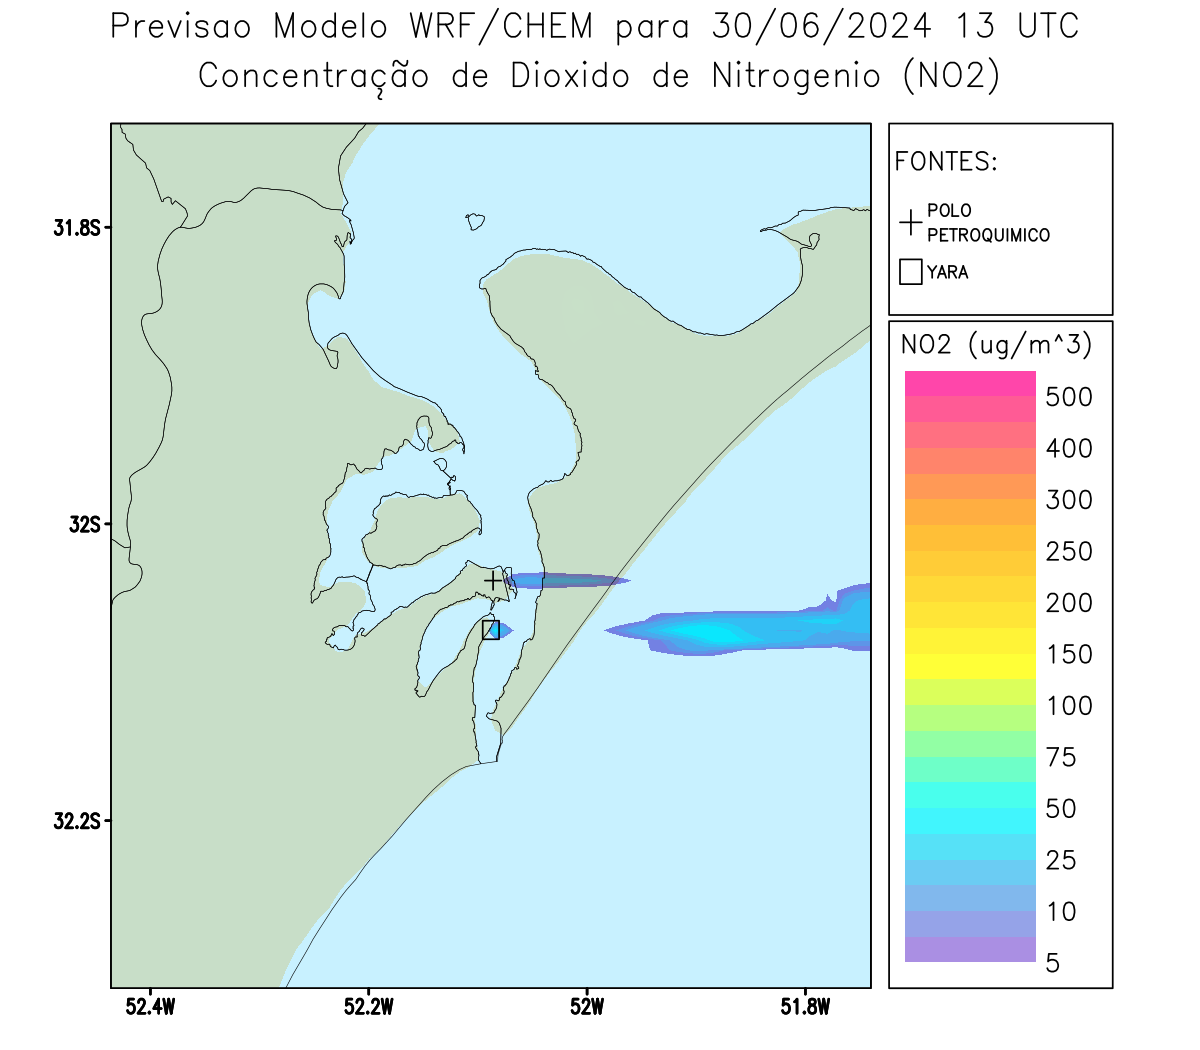 Previsao Modelo WRF/CHEM para 30/06/2024 13 UTC
Concentração de Dioxido de Nitrogenio (NO2)
FONTES:
POLO
PETROQUIMICO
YARA
NO2 (ug/m^3)
500
400
300
250
200
150
100
75
50
25
10
5
31.8S
32S
32.2S
52.4W
52.2W
52W
51.8W